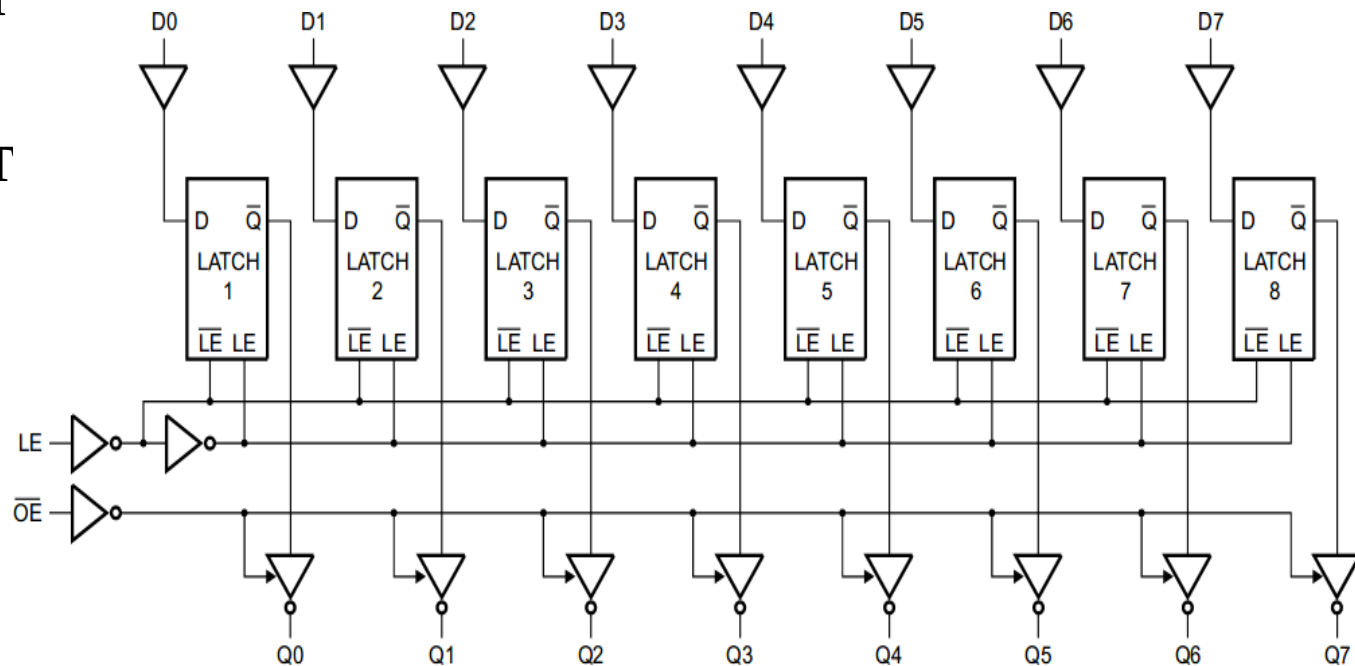 D0 D1 D2 D3 D4 D5 D6 D7
T
D Q̅ D Q̅ D Q̅ D Q̅ D Q̅ D Q̅ D Q̅ D Q̅
LATCH LATCH LATCH LATCH LATCH LATCH LATCH LATCH
1 2 3 4 5 6 7 8
L̅E̅ LE L̅E̅ LE L̅E̅ LE L̅E̅ LE L̅E̅ LE L̅E̅ LE L̅E̅ LE L̅E̅ LE
LE
O̅E̅
Q0 Q1 Q2 Q3 Q4 Q5 Q6 Q7